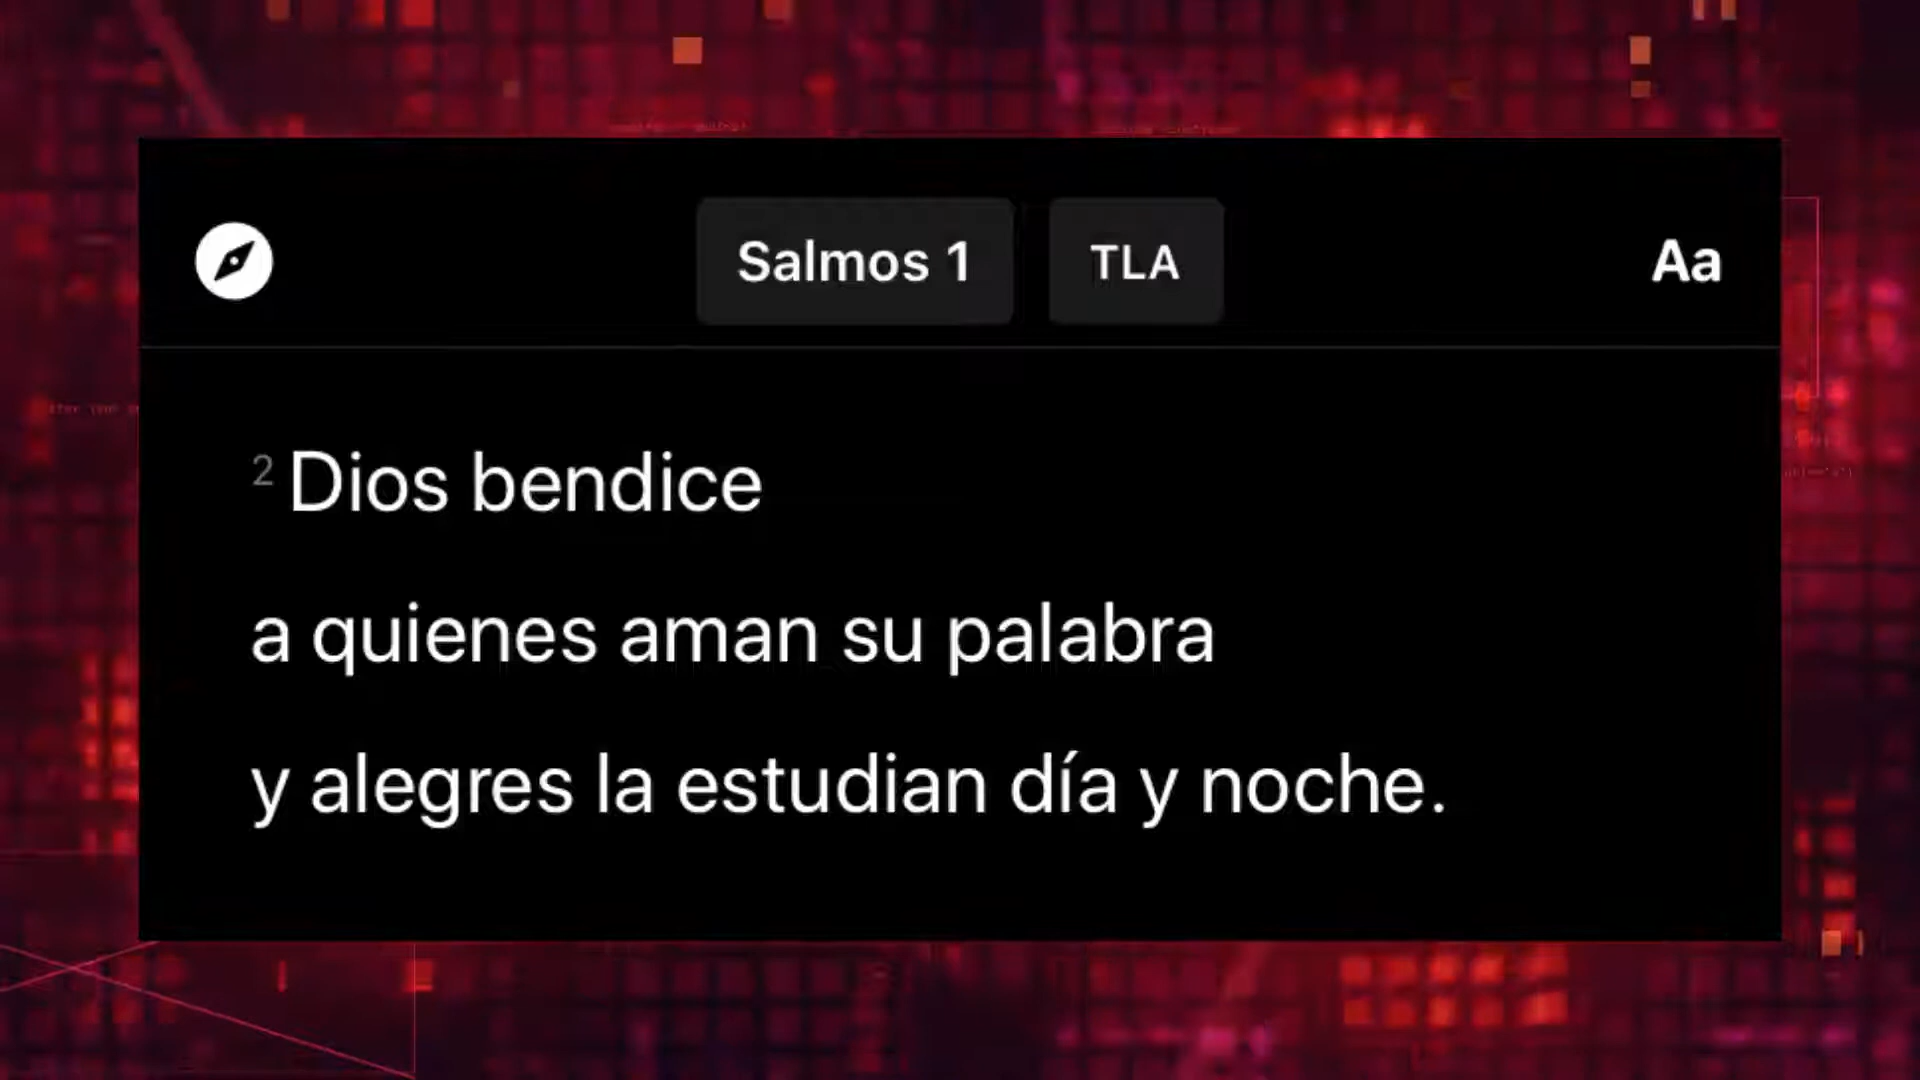 Salmos 1 TLA Aa
2 Dios bendice
a quienes aman su palabra
y alegres la estudian día y noche.